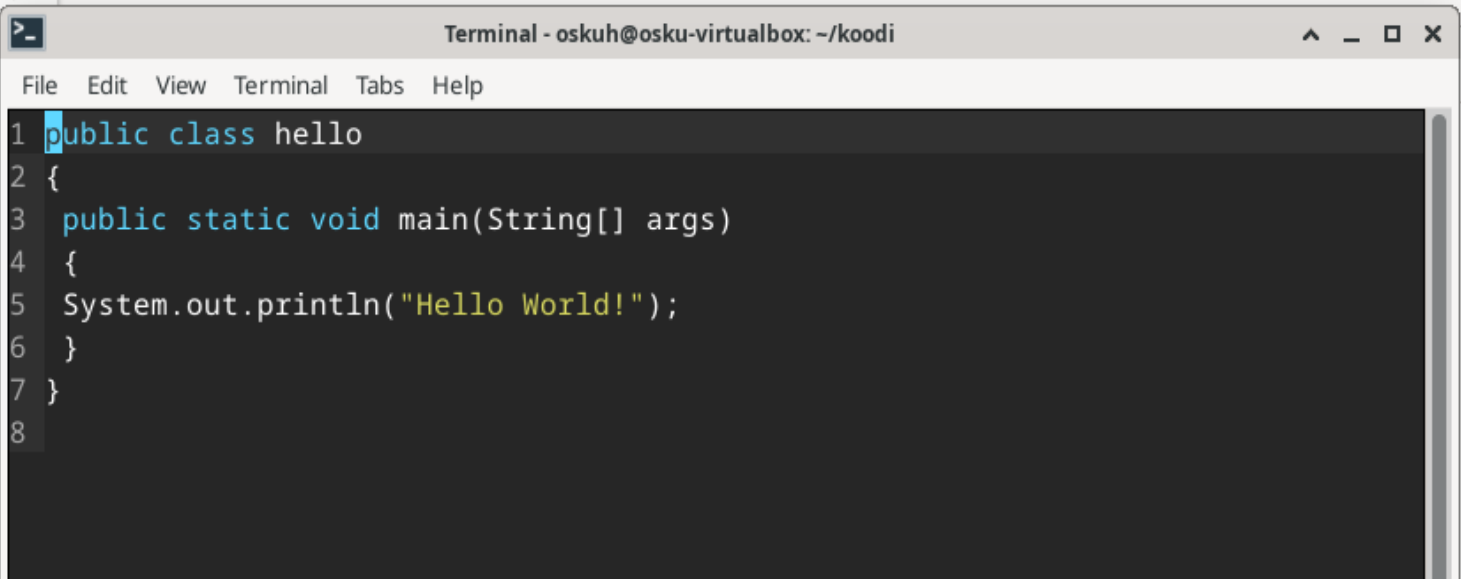 Terminal - oskuh@osku-virtualbox: ~/koodi
File Edit View Terminal Tabs Help
1 public class hello
2 {
3  public static void main(String[] args)
4  {
5  System.out.println("Hello World!");
6  }
7 }
8